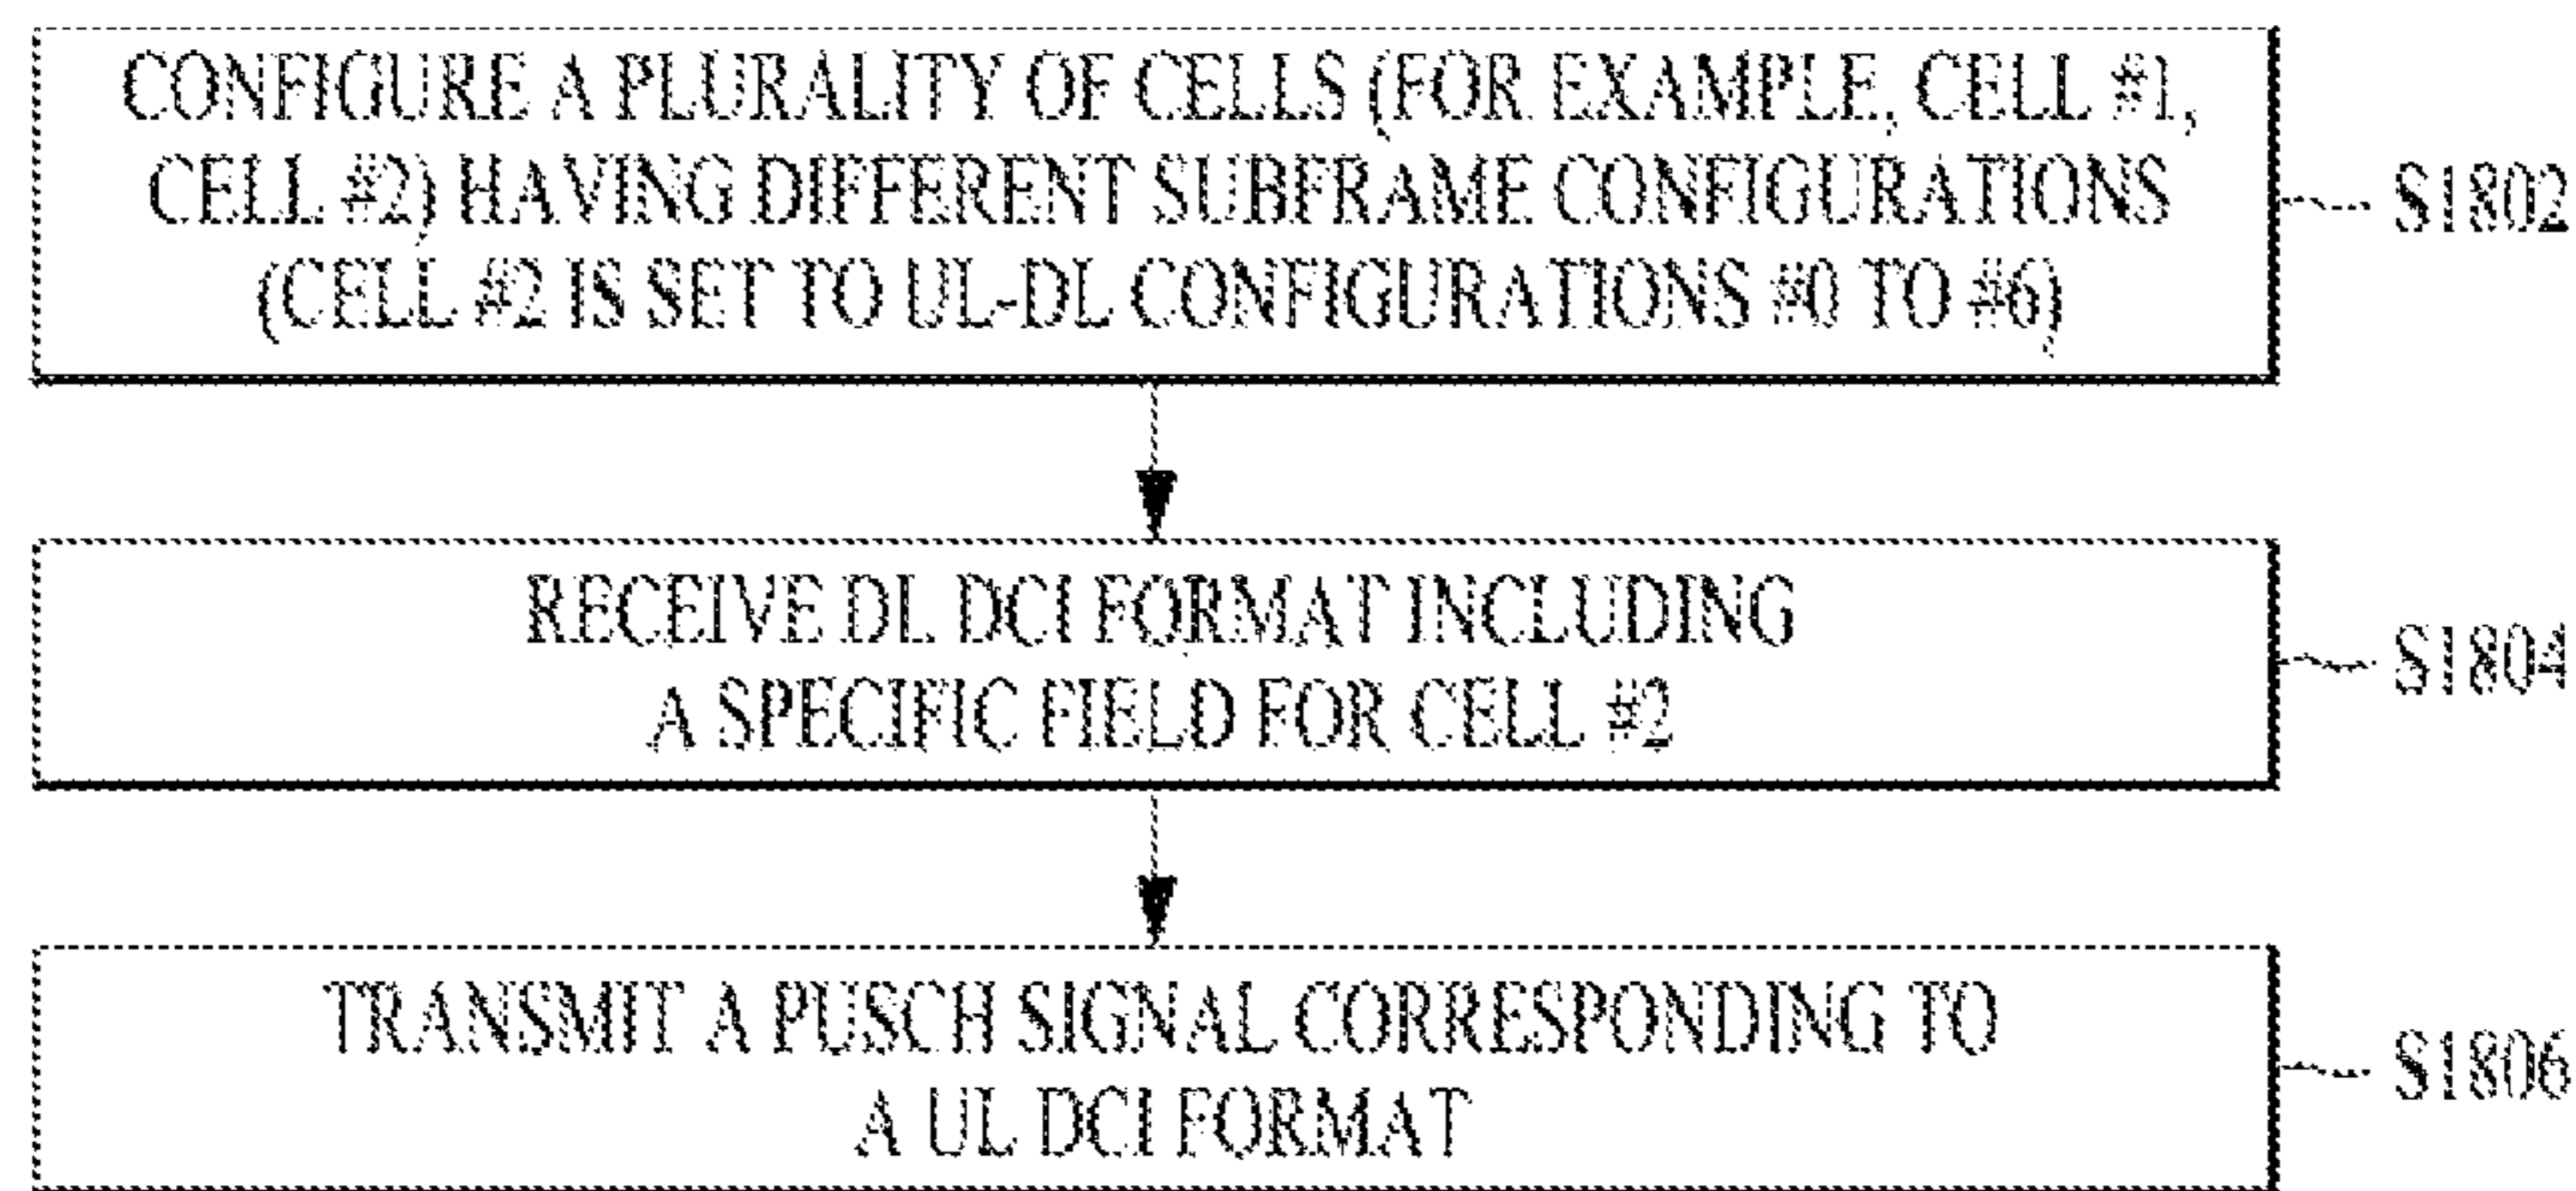 CONFIGURE A PLURALITY OF CELLS (FOR EXAMPLE, CELL #1,
CELL #2) HAVING DIFFERENT SUBFRAME CONFIGURATIONS
(CELL #2 IS SET TO UL-DL CONFIGURATIONS #0 TO #6)
S1802
RECEIVE DL DCI FORMAT INCLUDING
A SPECIFIC FIELD FOR CELL #2
S1804
TRANSMIT A PUSCH SIGNAL CORRESPONDING TO
A UL DCI FORMAT
S1806